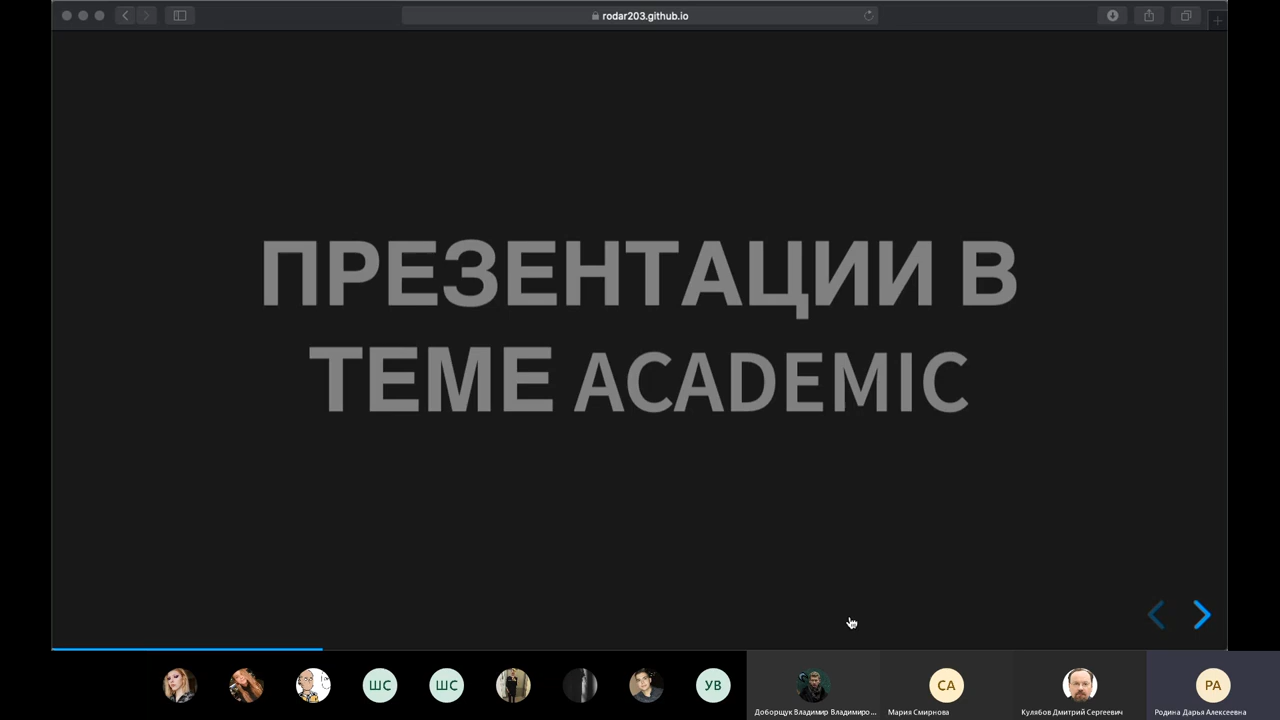 rodar203.github.io
ПРЕЗЕНТАЦИИ В
ТЕМЕ ACADEMIC
ШС
ШС
УВ
СА
РА
Доборщук Владимир Владимиро...
Мария Смирнова
Кулябов Дмитрий Сергеевич
Родина Дарья Алексеевна